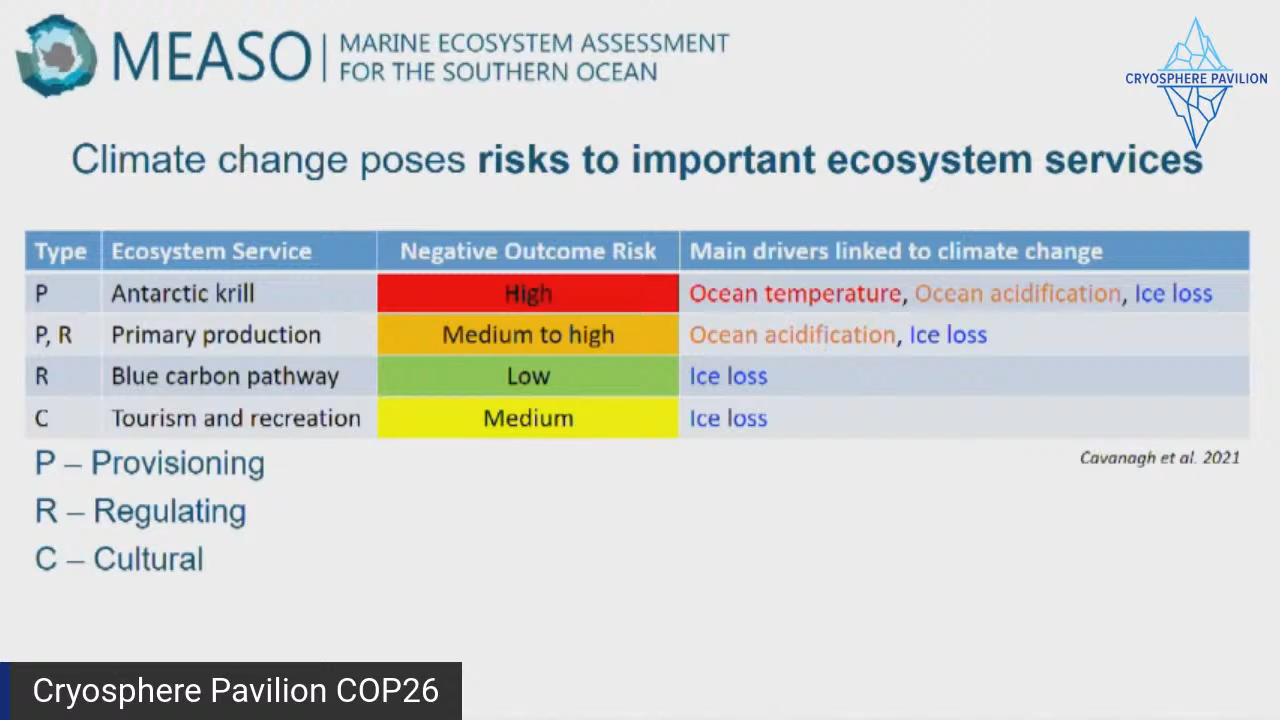 MEASO
MARINE ECOSYSTEM ASSESSMENT
FOR THE SOUTHERN OCEAN
CRYOSPHERE PAVILION
Climate change poses risks to important ecosystem services
Type Ecosystem Service Negative Outcome Risk Main drivers linked to climate change
P Antarctic krill High Ocean temperature, Ocean acidification, Ice loss
P, R Primary production Medium to high Ocean acidification, Ice loss
R Blue carbon pathway Low Ice loss
C Tourism and recreation Medium Ice loss
Cavanagh et al. 2021
P – Provisioning
R – Regulating
C – Cultural
Cryosphere Pavilion COP26